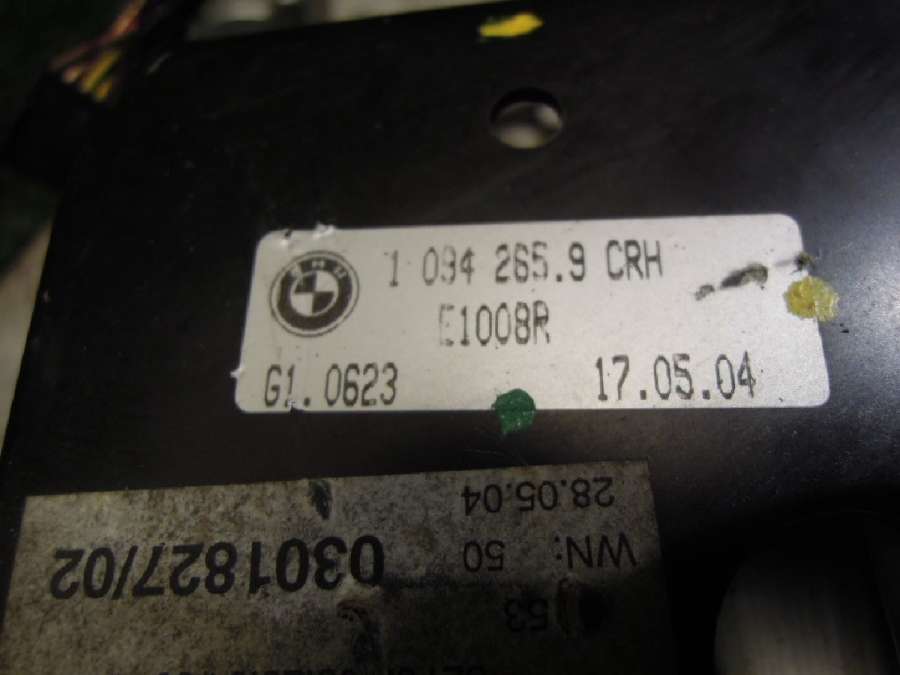 BMW
1 094 265.9 CRH
E1008R
G1.0623 17.05.04
28.05.04
WN: 50
0301827/02
53